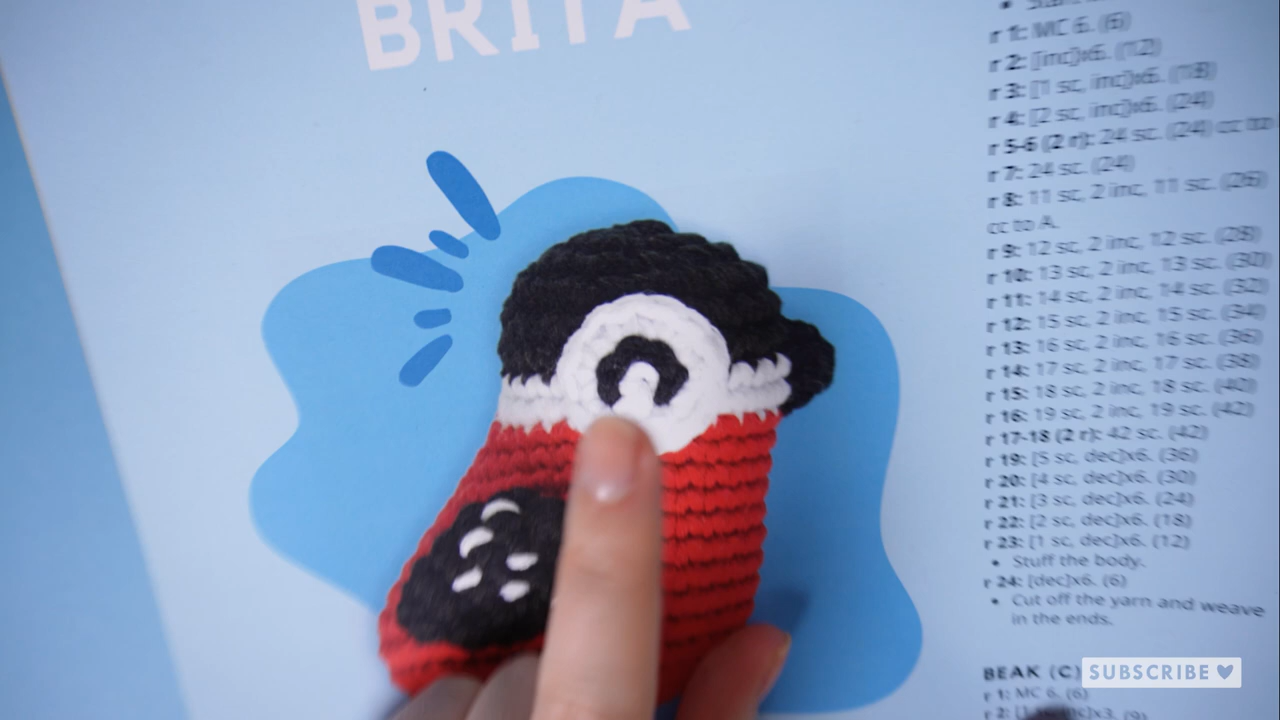 BRITA
r 1: MC 6. (6)
r 2: [inc]x6. (12)
r 3: [1 sc, inc]x6. (18)
r 4: [2 sc, inc]x6. (24)
r 5-6 (2 r): 24 sc. (24) cc to
r 7: 24 sc. (24)
r 8: 11 sc, 2 inc, 11 sc. (26)
cc to A.
r 9: 12 sc, 2 inc, 12 sc. (28)
r 10: 13 sc, 2 inc, 13 sc. (30)
r 11: 14 sc, 2 inc, 14 sc. (32)
r 12: 15 sc, 2 inc, 15 sc. (34)
r 13: 16 sc, 2 inc, 16 sc. (36)
r 14: 17 sc, 2 inc, 17 sc. (38)
r 15: 18 sc, 2 inc, 18 sc. (40)
r 16: 19 sc, 2 inc, 19 sc. (42)
r 17-18 (2 r): 42 sc. (42)
r 19: [5 sc, dec]x6. (36)
r 20: [4 sc, dec]x6. (30)
r 21: [3 sc, dec]x6. (24)
r 22: [2 sc, dec]x6. (18)
r 23: [1 sc, dec]x6. (12)
• Stuff the body.
r 24: [dec]x6. (6)
• Cut off the yarn and weave
in the ends.
BEAK (C)
r 1: MC 6. (6)
r 2: [1 sc, inc]x3. (9)
SUBSCRIBE